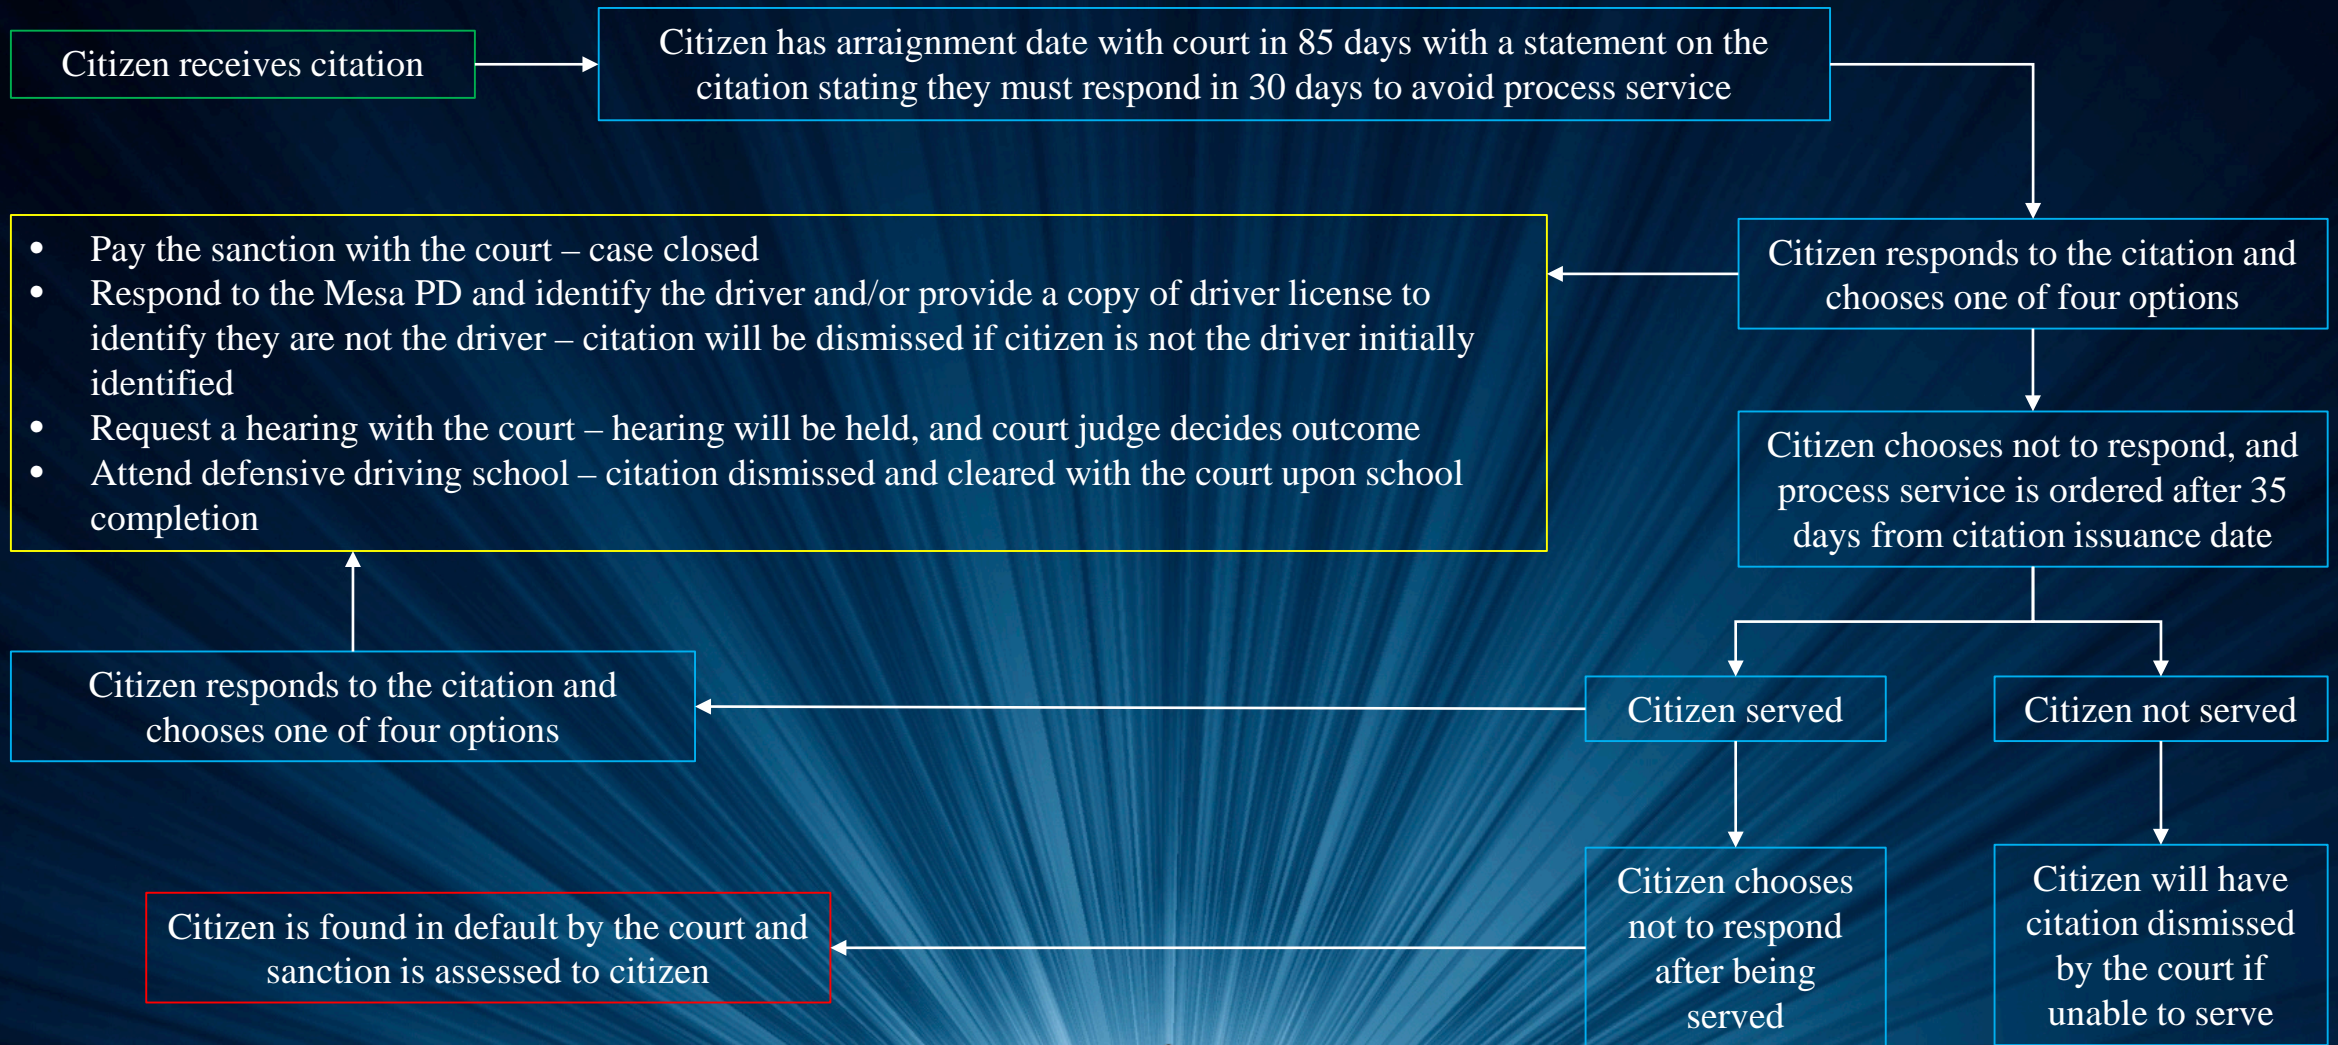 Citizen receives citation
Citizen has arraignment date with court in 85 days with a statement on the
citation stating they must respond in 30 days to avoid process service
Citizen responds to the citation and
chooses one of four options
• Pay the sanction with the court – case closed
• Respond to the Mesa PD and identify the driver and/or provide a copy of driver license to
identify they are not the driver – citation will be dismissed if citizen is not the driver initially
identified
• Request a hearing with the court – hearing will be held, and court judge decides outcome
• Attend defensive driving school – citation dismissed and cleared with the court upon school
completion
Citizen chooses not to respond, and
process service is ordered after 35
days from citation issuance date
Citizen served
Citizen not served
Citizen responds to the citation and
chooses one of four options
Citizen chooses
not to respond
after being
served
Citizen will have
citation dismissed
by the court if
unable to serve
Citizen is found in default by the court and
sanction is assessed to citizen